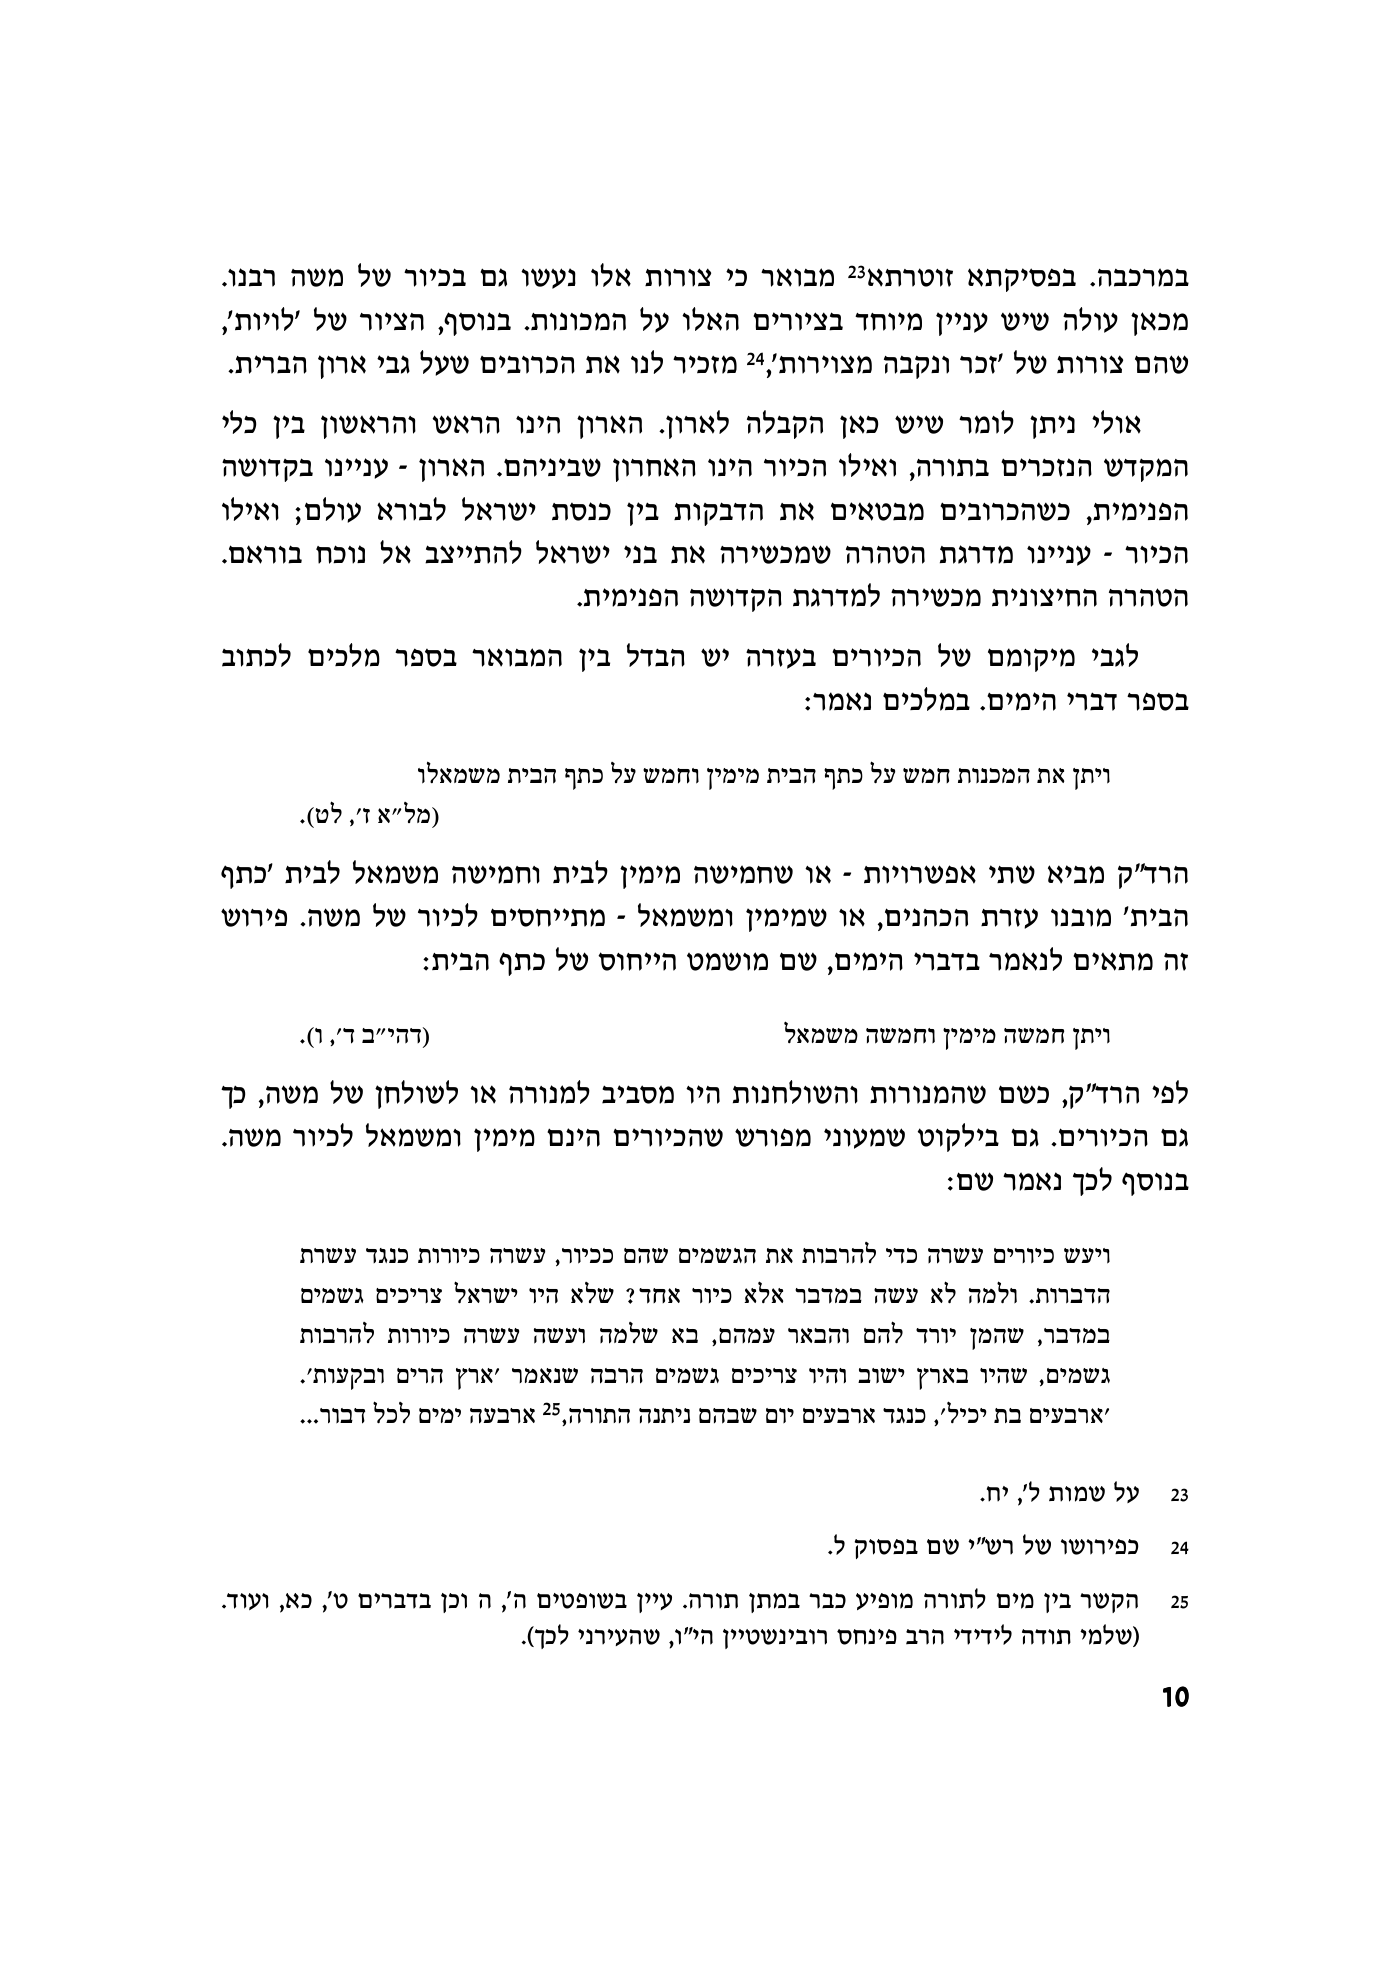 במרכבה. בפסיקתא זוטרתא23 מבואר כי צורות אלו נעשו גם בכיור של משה רבנו.
מכאן עולה שיש עניין מיוחד בציורים האלו על המכונות. בנוסף, הציור של 'לויות',
שהם צורות של 'זכר ונקבה מצוירות',24 מזכיר לנו את הכרובים שעל גבי ארון הברית.
אולי ניתן לומר שיש כאן הקבלה לארון. הארון הינו הראש והראשון בין כלי
המקדש הנזכרים בתורה, ואילו הכיור הינו האחרון שביניהם. הארון - עניינו בקדושה
הפנימית, כשהכרובים מבטאים את הדבקות בין כנסת ישראל לבורא עולם; ואילו
הכיור - עניינו מדרגת הטהרה שמכשירה את בני ישראל להתייצב אל נוכח בוראם.
הטהרה החיצונית מכשירה למדרגת הקדושה הפנימית.
לגבי מיקומם של הכיורים בעזרה יש הבדל בין המבואר בספר מלכים לכתוב
בספר דברי הימים. במלכים נאמר:
ויתן את המכנות חמש על כתף הבית מימין וחמש על כתף הבית משמאלו
(מל״א ז׳, לט).
הרד"ק מביא שתי אפשרויות - או שחמישה מימין לבית וחמישה משמאל לבית 'כתף
הבית' מובנו עזרת הכהנים, או שמימין ומשמאל - מתייחסים לכיור של משה. פירוש
זה מתאים לנאמר בדברי הימים, שם מושמט הייחוס של כתף הבית:
ויתן חמשה מימין וחמשה משמאל (דהי״ב ד׳, ו).
לפי הרד"ק, כשם שהמנורות והשולחנות היו מסביב למנורה או לשולחן של משה, כך
גם הכיורים. גם בילקוט שמעוני מפורש שהכיורים הינם מימין ומשמאל לכיור משה.
בנוסף לכך נאמר שם:
ויעש כיורים עשרה כדי להרבות את הגשמים שהם ככיור, עשרה כיורות כנגד עשרת
הדברות. ולמה לא עשה במדבר אלא כיור אחד? שלא היו ישראל צריכים גשמים
במדבר, שהמן יורד להם והבאר עמהם, בא שלמה ועשה עשרה כיורות להרבות
גשמים, שהיו בארץ ישוב והיו צריכים גשמים הרבה שנאמר ׳ארץ הרים ובקעות׳.
׳ארבעים בת יכיל׳, כנגד ארבעים יום שבהם ניתנה התורה,25 ארבעה ימים לכל דבור...
23 על שמות ל', יח.
24 כפירושו של רש"י שם בפסוק ל.
25 הקשר בין מים לתורה מופיע כבר במתן תורה. עיין בשופטים ה', ה וכן בדברים ט', כא, ועוד.
(שלמי תודה לידידי הרב פינחס רובינשטיין הי"ו, שהעירני לכך).
10